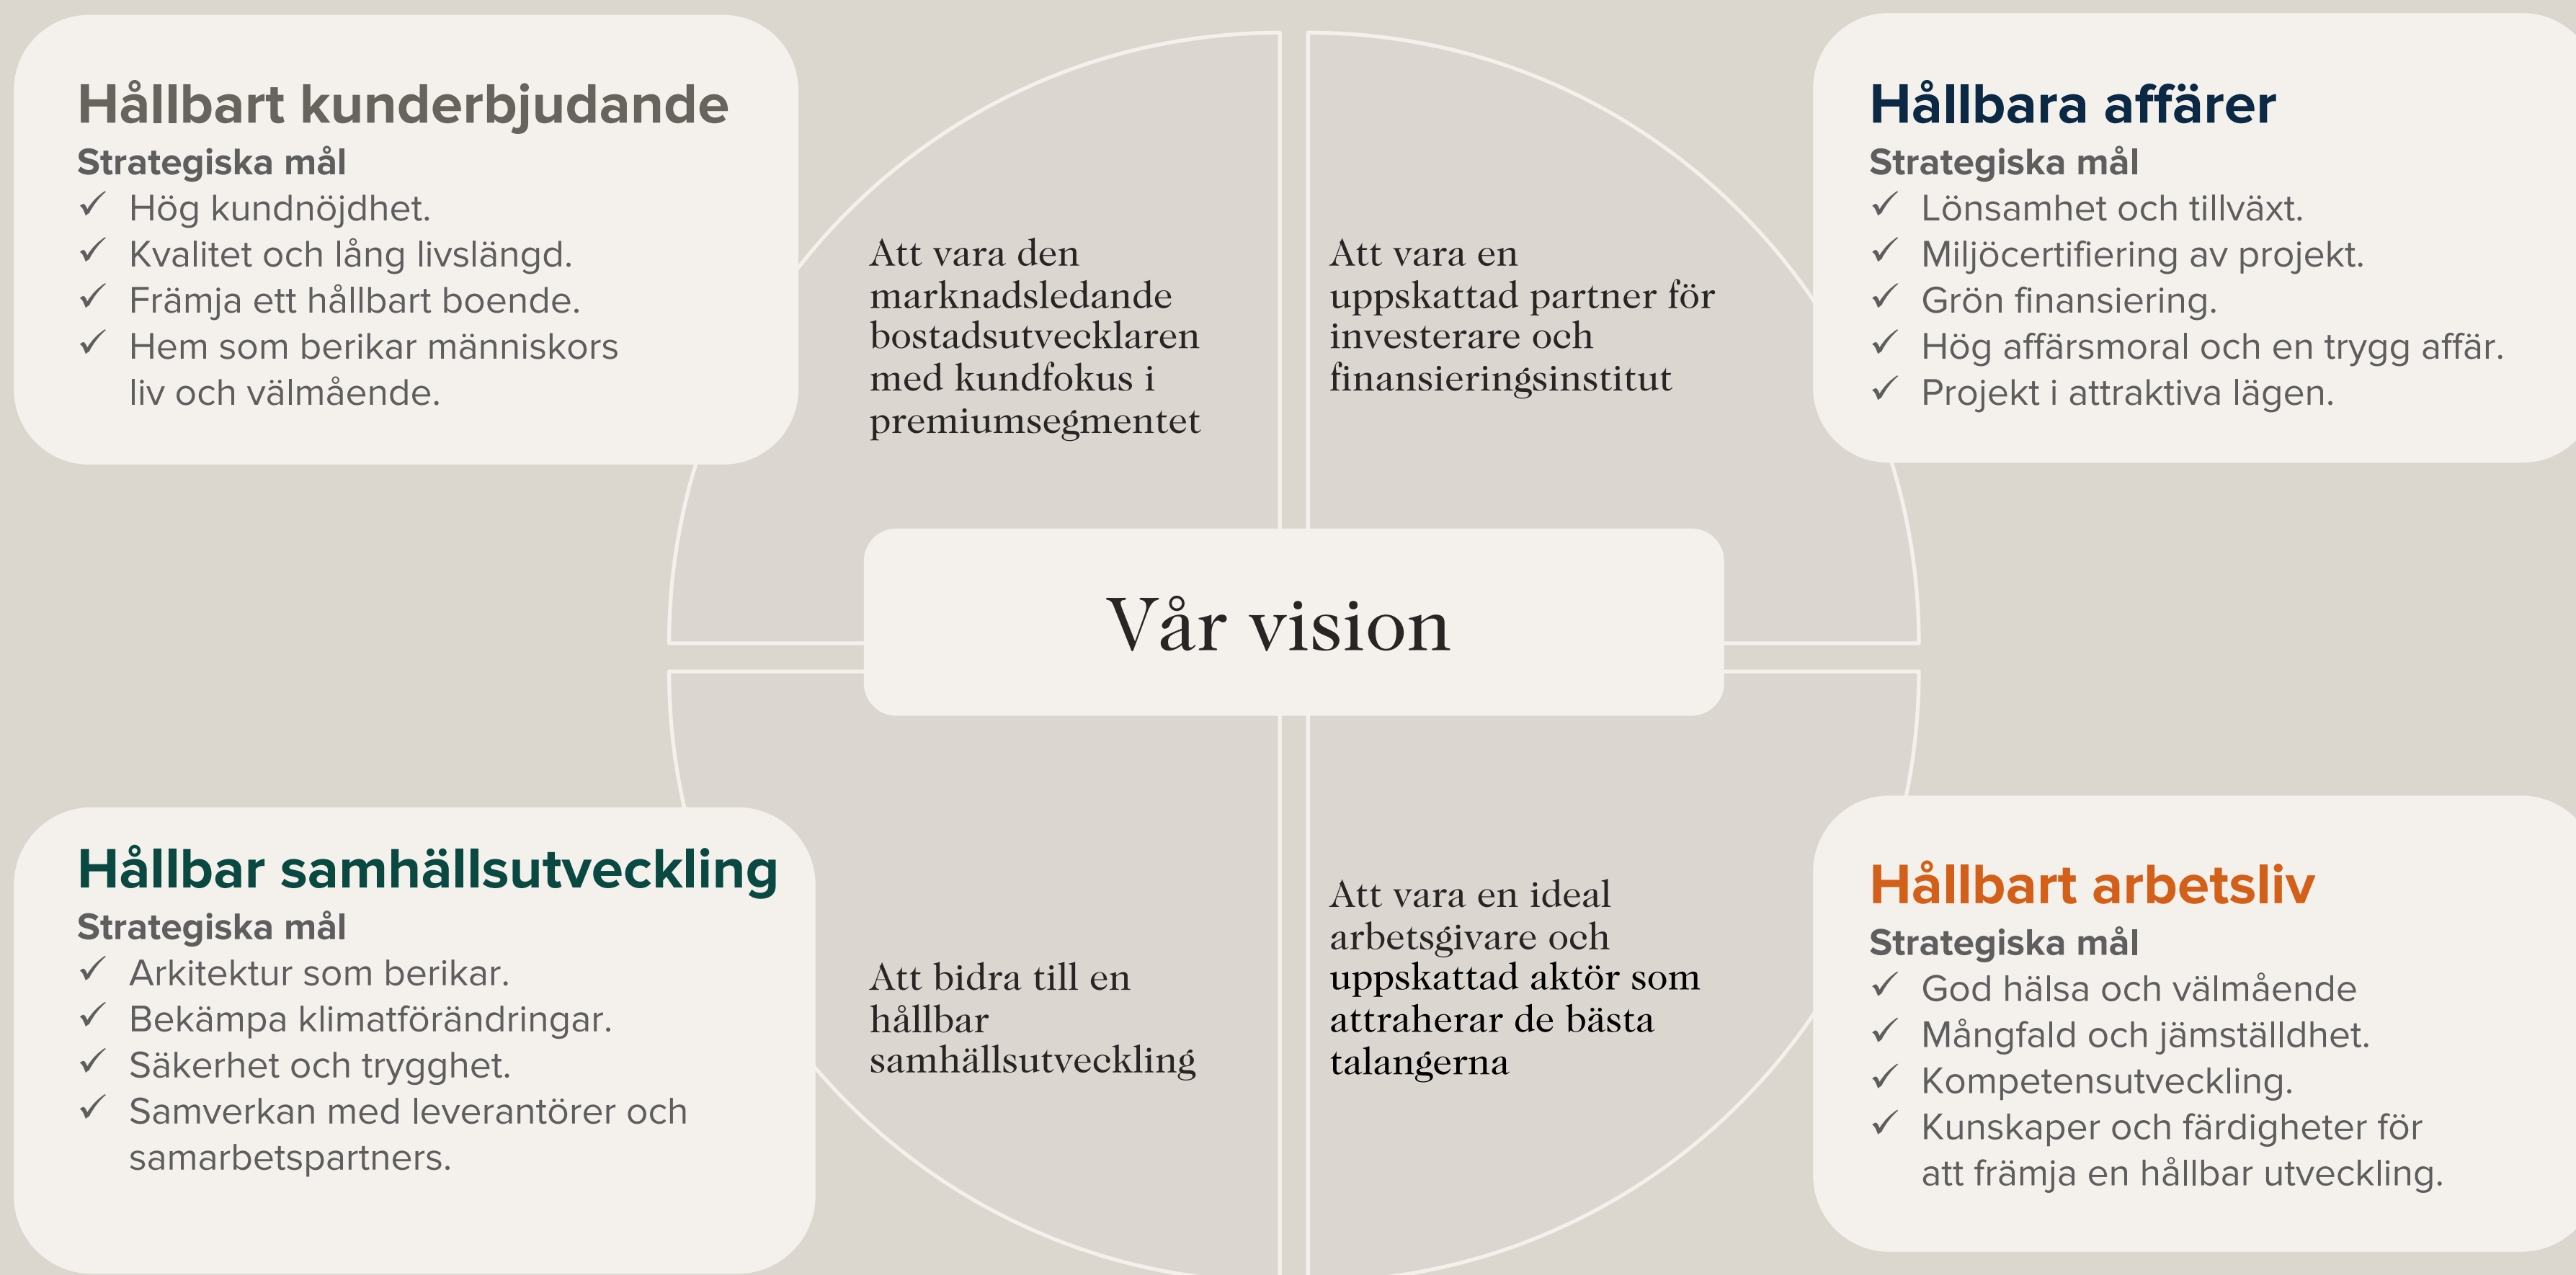 Hållbart kunderbjudande
Strategiska mål
✓ Hög kundnöjdhet.
✓ Kvalitet och lång livslängd.
✓ Främja ett hållbart boende.
✓ Hem som berikar människors
liv och välmående.
Att vara den
marknadsledande
bostadsutvecklaren
med kundfokus i
premiumsegmentet
Att vara en
uppskattad partner för
investerare och
finansieringsinstitut
Hållbara affärer
Strategiska mål
✓ Lönsamhet och tillväxt.
✓ Miljöcertifiering av projekt.
✓ Grön finansiering.
✓ Hög affärsmoral och en trygg affär.
✓ Projekt i attraktiva lägen.
Vår vision
Hållbar samhällsutveckling
Strategiska mål
✓ Arkitektur som berikar.
✓ Bekämpa klimatförändringar.
✓ Säkerhet och trygghet.
✓ Samverkan med leverantörer och
samarbetspartners.
Att bidra till en
hållbar
samhällsutveckling
Att vara en ideal
arbetsgivare och
uppskattad aktör som
attraherar de bästa
talangerna
Hållbart arbetsliv
Strategiska mål
✓ God hälsa och välmående
✓ Mångfald och jämställdhet.
✓ Kompetensutveckling.
✓ Kunskaper och färdigheter för
att främja en hållbar utveckling.